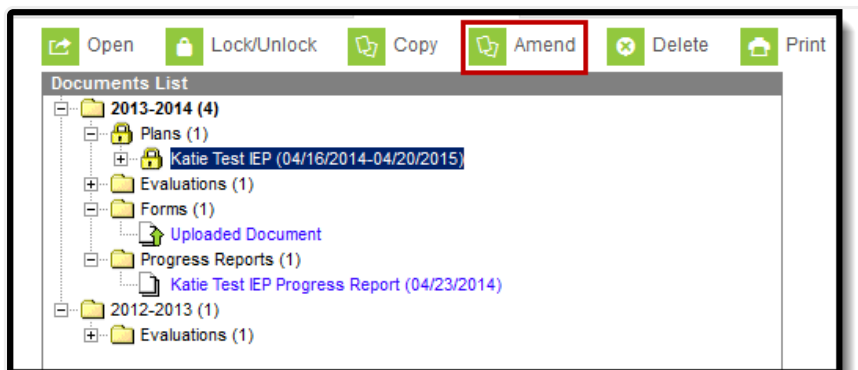 Open Lock/Unlock Copy Amend Delete Print
Documents List
2013-2014 (4)
Plans (1)
Katie Test IEP (04/16/2014-04/20/2015)
Evaluations (1)
Forms (1)
Uploaded Document
Progress Reports (1)
Katie Test IEP Progress Report (04/23/2014)
2012-2013 (1)
Evaluations (1)